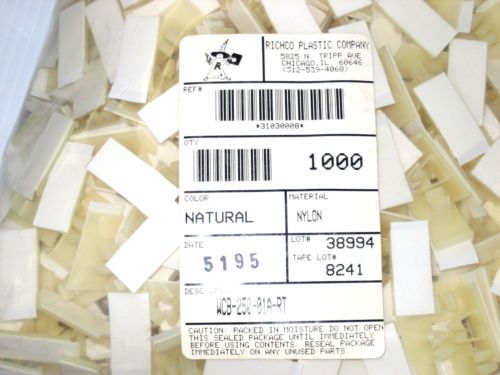 RICHCO PLASTIC COMPANY
5825 N. TRIPP AVE
CHICAGO, IL. 60646
(312-539-4060)
R
REF#
*31030008*
QTY
1000
COLOR
NATURAL
MATERIAL
NYLON
DATE
5195
LOT# 38994
TAPE LOT#
8241
WCB-250-01A-RT
CAUTION: PACKED IN MOISTURE.DO NOT OPEN
THIS SEALED PACKAGE UNTIL IMMEDIATELY
BEFORE USING CONTENTS. RESEAL PACKAGE
IMMEDIATELY ON ANY UNUSED PARTS.